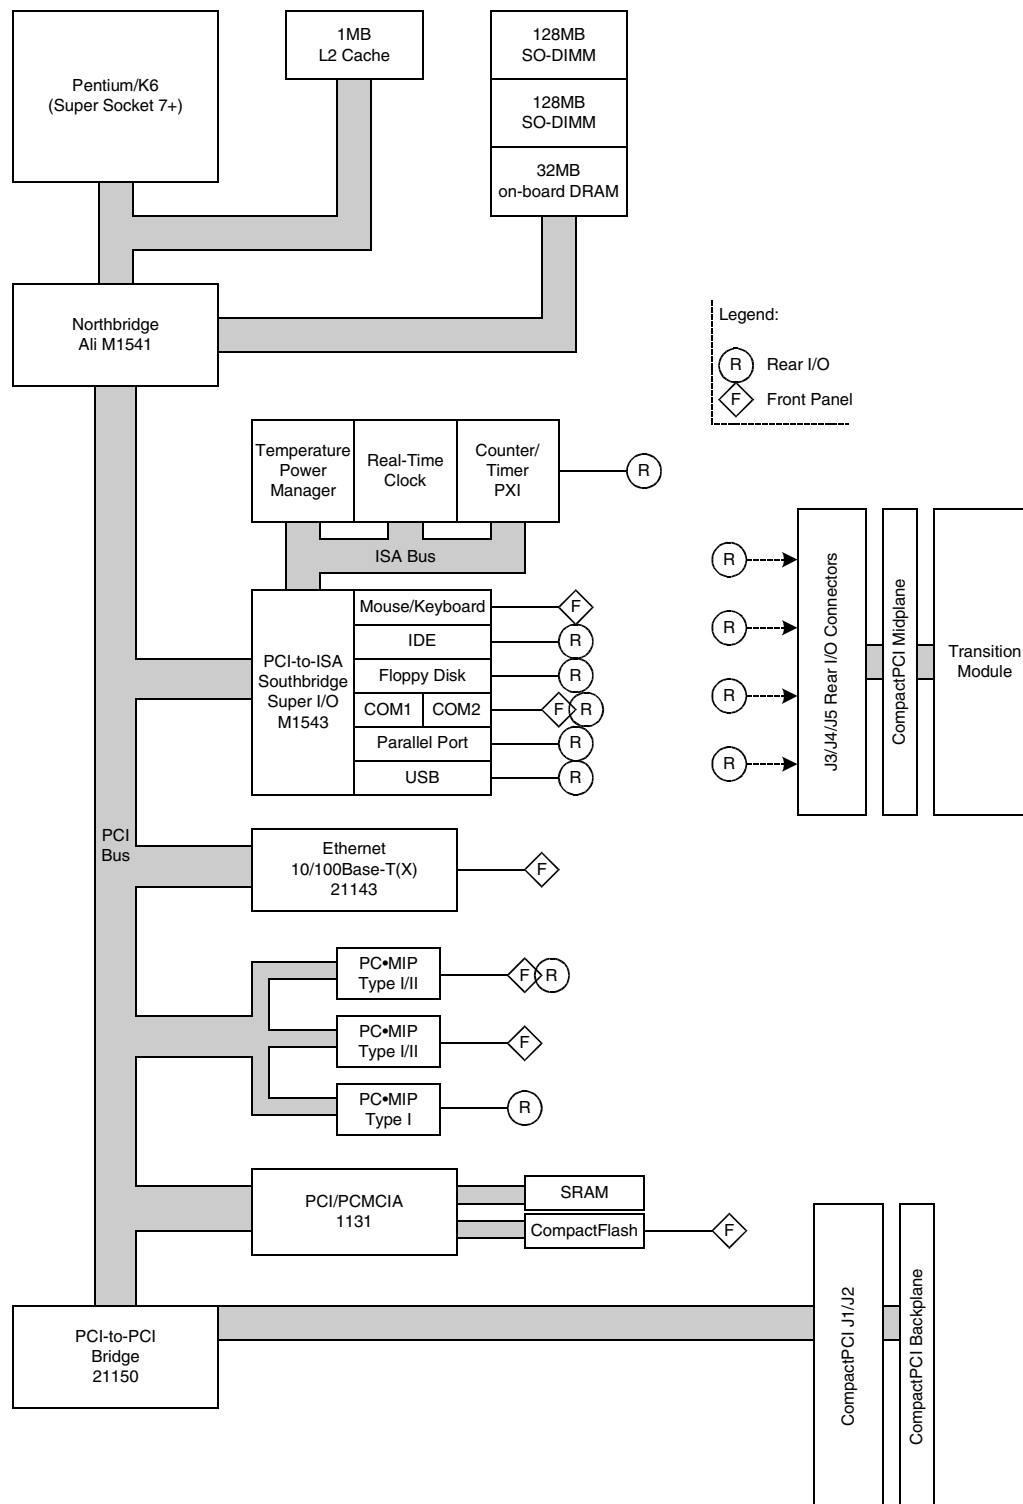 Pentium/K6
(Super Socket 7+)
1MB
L2 Cache
128MB
SO-DIMM
128MB
SO-DIMM
32MB
on-board DRAM
Northbridge
Ali M1541
Legend:
R Rear I/O
F Front Panel
Temperature
Power
Manager
Real-Time
Clock
Counter/
Timer
PXI
R
ISA Bus
PCI-to-ISA
Southbridge
Super I/O
M1543
Mouse/Keyboard
F
IDE
R
Floppy Disk
R
COM1
COM2
F
R
Parallel Port
R
USB
R
R
R
R
R
J3/J4/J5 Rear I/O Connectors
CompactPCI Midplane
Transition
Module
PCI
Bus
Ethernet
10/100Base-T(X)
21143
F
PC•MIP
Type I/II
F
R
PC•MIP
Type I/II
F
PC•MIP
Type I
R
PCI/PCMCIA
1131
SRAM
CompactFlash
F
PCI-to-PCI
Bridge
21150
CompactPCI J1/J2
CompactPCI Backplane